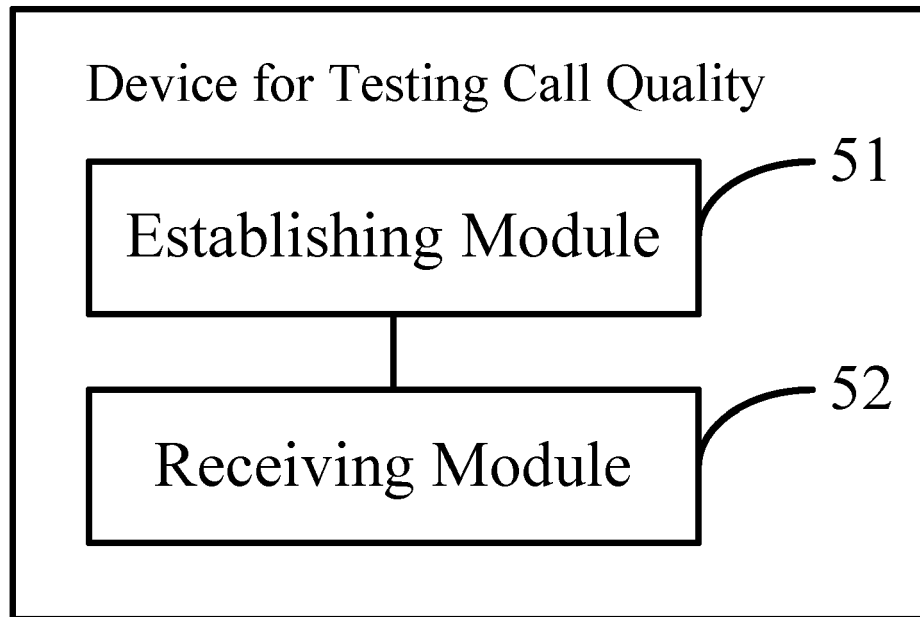 Device for Testing Call Quality
51
Establishing Module
52
Receiving Module